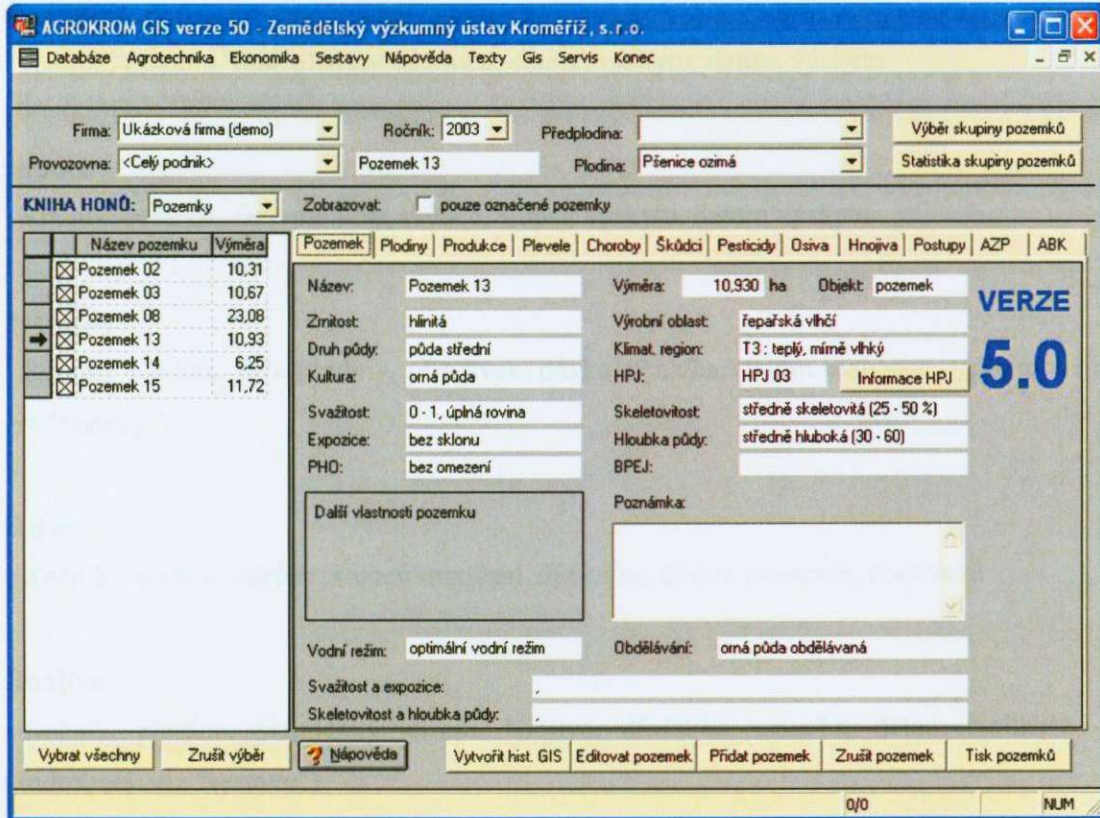 AGROKROM GIS verze 50 - Zemědělský výzkumný ústav Kroměříž, s.r.o.
Databáze Agrotechnika Ekonomika Sestavy Nápověda Texty Gis Servis Konec
Firma: Ukázková firma (demo) Ročník: 2003 Předplodina: Výběr skupiny pozemků
Provozovna: <Celý podnik> Pozemek 13 Plodina: Pšenice ozimá Statistika skupiny pozemků
KNIHA HONŮ: Pozemky Zobrazovat: pouze označené pozemky
Název pozemku Výměra
Pozemek 02 10,31
Pozemek 03 10,67
Pozemek 08 23,08
Pozemek 13 10,93
Pozemek 14 6,25
Pozemek 15 11,72
Pozemek Plodiny Produkce Plevele Choroby Škůdci Pesticidy Osiva Hnojiva Postupy AZP ABK
Název: Pozemek 13 Výměra: 10,930 ha Objekt: pozemek
Zrnitost: hlinitá Výrobní oblast: řepařská vlhčí
Druh půdy: půda střední Klimat. region: T3 : teplý, mírně vlhký
Kultura: orná půda HPJ: HPJ 03 Informace HPJ
VERZE
5.0
Svažitost: 0 - 1, úplná rovina Skeletovitost: středně skeletovitá (25 - 50 %)
Expozice: bez sklonu Hloubka půdy: středně hluboká (30 - 60)
PHO: bez omezení BPEJ:
Další vlastnosti pozemku
Poznámka:
Vodní režim: optimální vodní režim Obdělávání: orná půda obdělávaná
Svažitost a expozice: ,
Skeletovitost a hloubka půdy: ,
Vybrat všechny Zrušit výběr Nápověda Vytvořit hist. GIS Editovat pozemek Přidat pozemek Zrušit pozemek Tisk pozemků
0/0 NUM